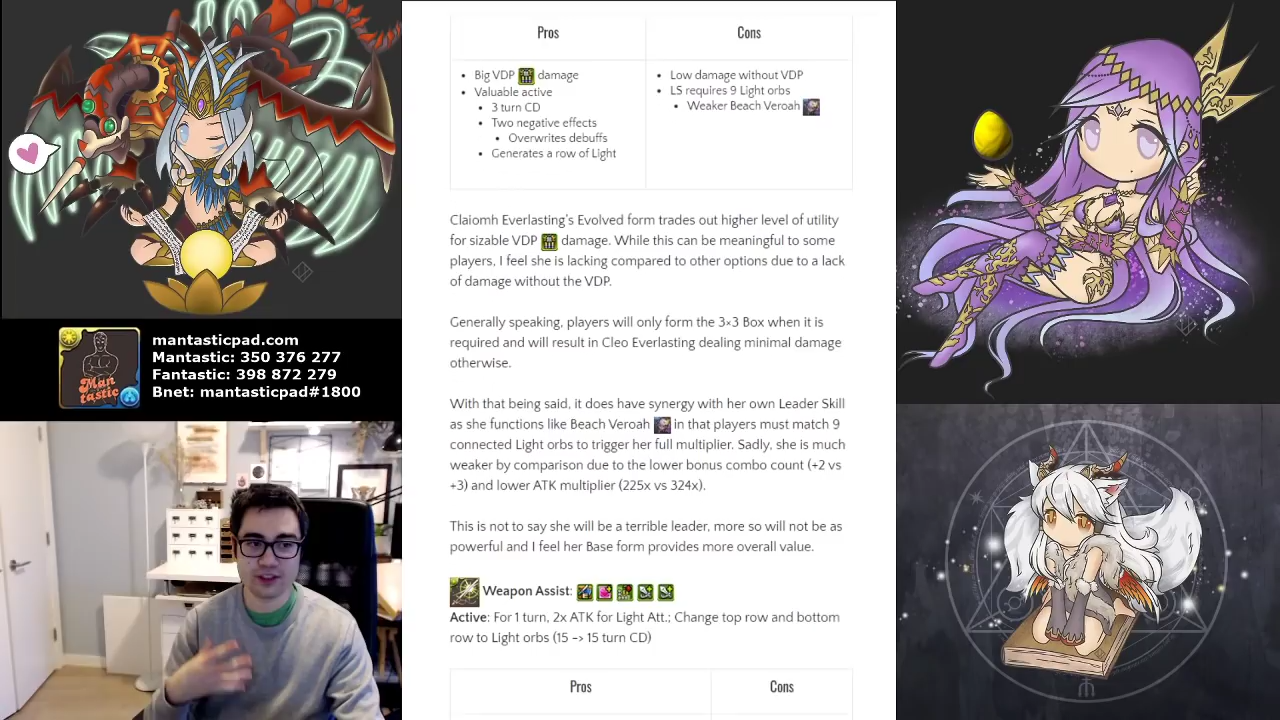 mantasticpad.com
Mantastic: 350 376 277
Fantastic: 398 872 279
Bnet: mantasticpad#1800
Man
tastic
Pros
Cons
Big VDP damage
Valuable active
3 turn CD
Two negative effects
Overwrites debuffs
Generates a row of Light
Low damage without VDP
LS requires 9 Light orbs
Weaker Beach Veroah
Claiomh Everlasting's Evolved form trades out higher level of utility
for sizable VDP damage. While this can be meaningful to some
players, I feel she is lacking compared to other options due to a lack
of damage without the VDP.
Generally speaking, players will only form the 3×3 Box when it is
required and will result in Cleo Everlasting dealing minimal damage
otherwise.
With that being said, it does have synergy with her own Leader Skill
as she functions like Beach Veroah in that players must match 9
connected Light orbs to trigger her full multiplier. Sadly, she is much
weaker by comparison due to the lower bonus combo count (+2 vs
+3) and lower ATK multiplier (225x vs 324x).
This is not to say she will be a terrible leader, more so will not be as
powerful and I feel her Base form provides more overall value.
Weapon Assist:
Active: For 1 turn, 2x ATK for Light Att.; Change top row and bottom
row to Light orbs (15 -> 15 turn CD)
Pros
Cons